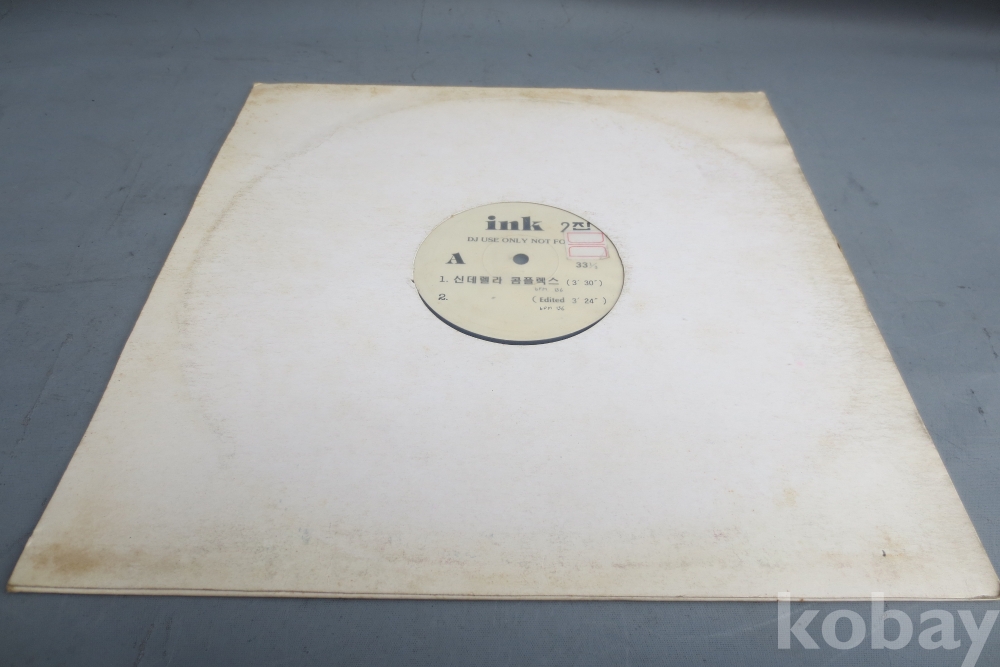 ink 2집
DJ USE ONLY NOT FO
A
33⅓
1. 신데렐라 콤플렉스 (3' 30")
2. (Edited 3' 24")
kobay